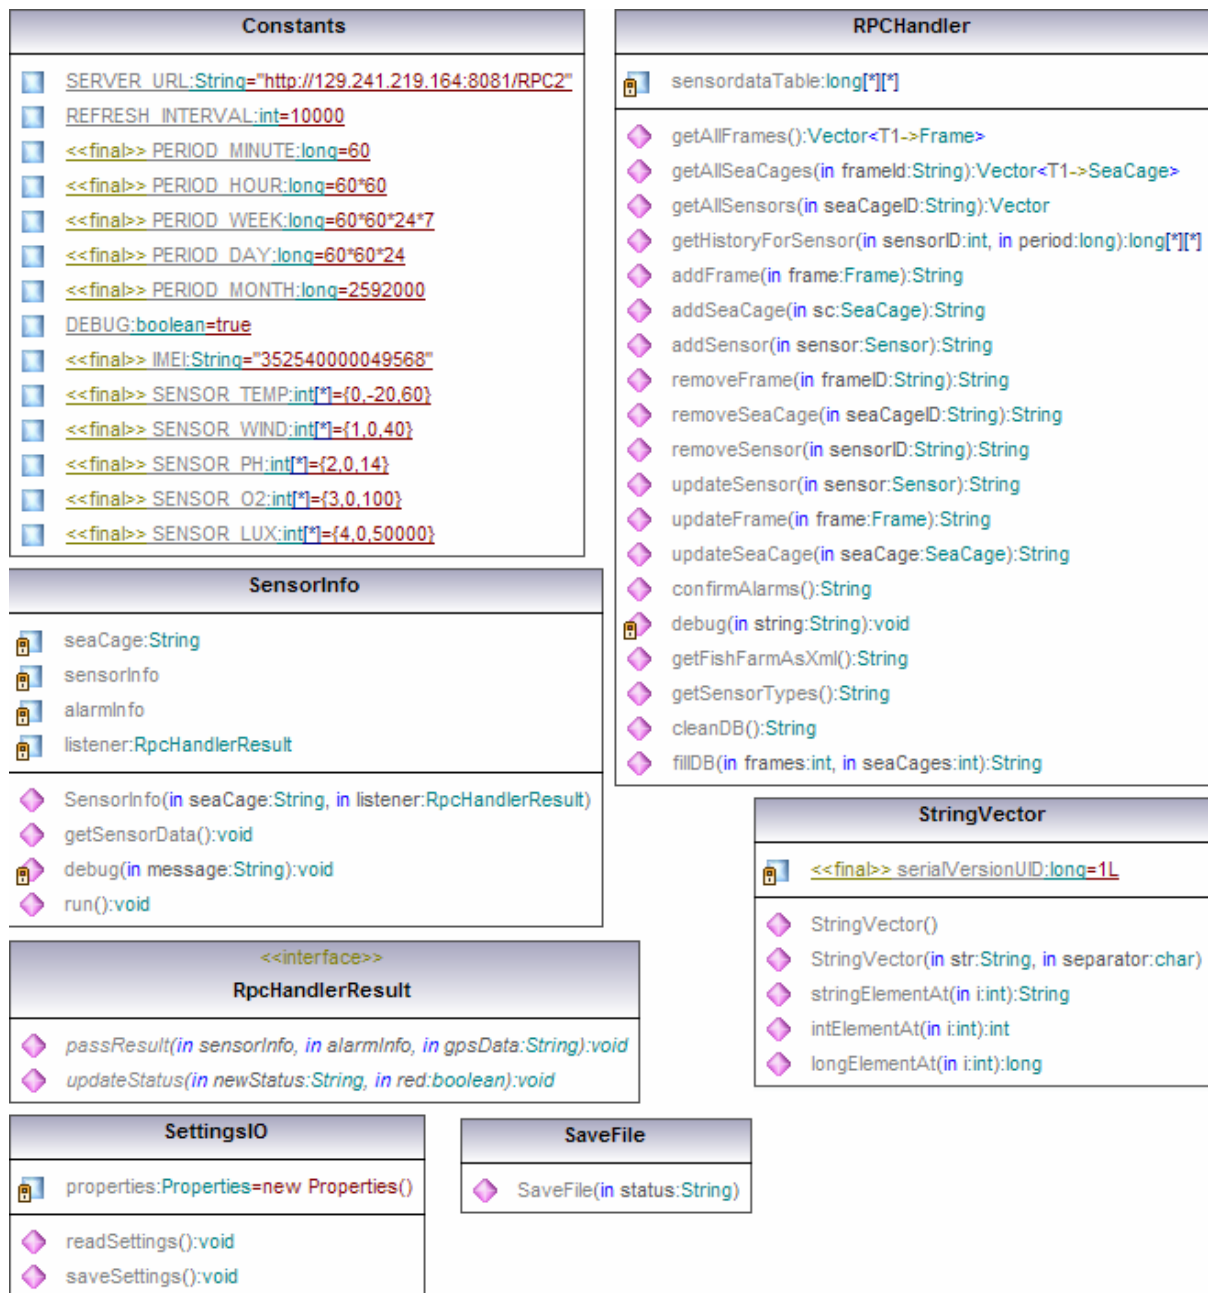 Constants
SERVER_URL:String="http://129.241.219.164:8081/RPC2"
REFRESH_INTERVAL:int=10000
<<final>> PERIOD_MINUTE:long=60
<<final>> PERIOD_HOUR:long=60*60
<<final>> PERIOD_WEEK:long=60*60*24*7
<<final>> PERIOD_DAY:long=60*60*24
<<final>> PERIOD_MONTH:long=2592000
DEBUG:boolean=true
<<final>> IMEI:String="352540000049568"
<<final>> SENSOR_TEMP:int[*]={0,-20,60}
<<final>> SENSOR_WIND:int[*]={1,0,40}
<<final>> SENSOR_PH:int[*]={2,0,14}
<<final>> SENSOR_O2:int[*]={3,0,100}
<<final>> SENSOR_LUX:int[*]={4,0,50000}
RPCHandler
sensordataTable:long[*][*]
getAllFrames():Vector<T1->Frame>
getAllSeaCages(in frameId:String):Vector<T1->SeaCage>
getAllSensors(in seaCageID:String):Vector
getHistoryForSensor(in sensorID:int, in period:long):long[*][*]
addFrame(in frame:Frame):String
addSeaCage(in sc:SeaCage):String
addSensor(in sensor:Sensor):String
removeFrame(in frameID:String):String
removeSeaCage(in seaCageID:String):String
removeSensor(in sensorID:String):String
updateSensor(in sensor:Sensor):String
updateFrame(in frame:Frame):String
updateSeaCage(in seaCage:SeaCage):String
confirmAlarms():String
debug(in string:String):void
getFishFarmAsXml():String
getSensorTypes():String
cleanDB():String
fillDB(in frames:int, in seaCages:int):String
SensorInfo
seaCage:String
sensorInfo
alarmInfo
listener:RpcHandlerResult
SensorInfo(in seaCage:String, in listener:RpcHandlerResult)
getSensorData():void
debug(in message:String):void
run():void
StringVector
<<final>> serialVersionUID:long=1L
StringVector()
StringVector(in str:String, in separator:char)
stringElementAt(in i:int):String
intElementAt(in i:int):int
longElementAt(in i:int):long
<<interface>>
RpcHandlerResult
passResult(in sensorInfo, in alarmInfo, in gpsData:String):void
updateStatus(in newStatus:String, in red:boolean):void
SettingsIO
properties:Properties=new Properties()
readSettings():void
saveSettings():void
SaveFile
SaveFile(in status:String)